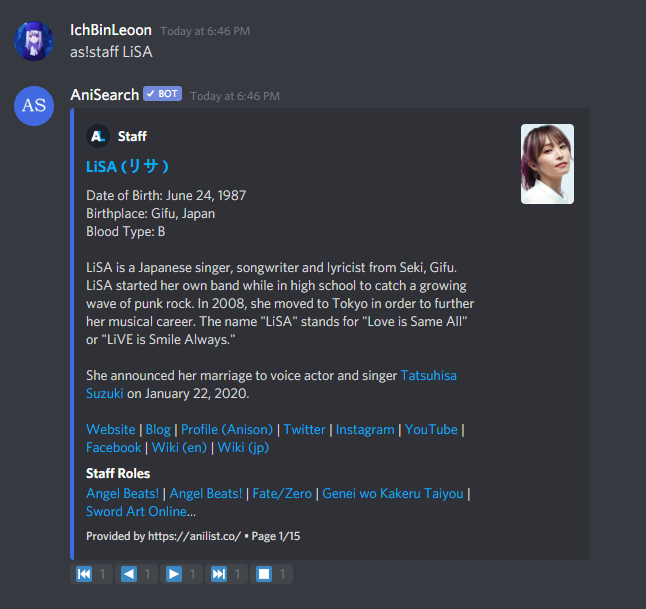 IchBinLeoon Today at 6:46 PM
as!staff LiSA
AS
AniSearch BOT Today at 6:46 PM
AL Staff
LiSA (リサ)
Date of Birth: June 24, 1987
Birthplace: Gifu, Japan
Blood Type: B
LiSA is a Japanese singer, songwriter and lyricist from Seki, Gifu.
LiSA started her own band while in high school to catch a growing
wave of punk rock. In 2008, she moved to Tokyo in order to further
her musical career. The name "LiSA" stands for "Love is Same All"
or "LiVE is Smile Always."
She announced her marriage to voice actor and singer Tatsuhisa
Suzuki on January 22, 2020.
Website | Blog | Profile (Anison) | Twitter | Instagram | YouTube |
Facebook | Wiki (en) | Wiki (jp)
Staff Roles
Angel Beats! | Angel Beats! | Fate/Zero | Genei wo Kakeru Taiyou |
Sword Art Online...
Provided by https://anilist.co/ • Page 1/15
1 1 1 1 1